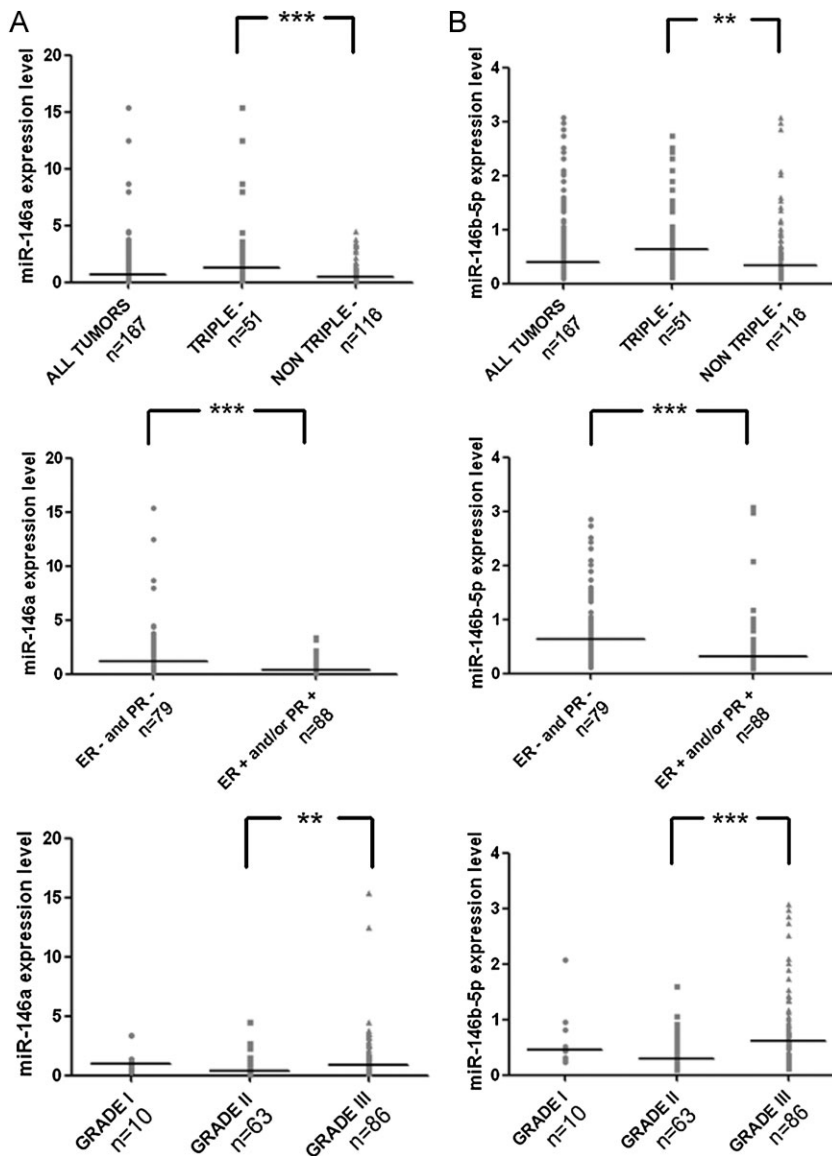 A
B
***
**
20
15
10
5
0
miR-146a expression level
ALL TUMORS
n=167
TRIPLE -
n=51
NON TRIPLE -
n=116
4
3
2
1
0
miR-146b-5p expression level
ALL TUMORS
n=167
TRIPLE -
n=51
NON TRIPLE -
n=116
***
***
20
15
10
5
0
miR-146a expression level
ER - and PR -
n=79
ER + and/or PR +
n=88
4
3
2
1
0
miR-146b-5p expression level
ER - and PR -
n=79
ER + and/or PR +
n=88
**
***
20
15
10
5
0
miR-146a expression level
GRADE I
n=10
GRADE II
n=63
GRADE III
n=86
4
3
2
1
0
miR-146b-5p expression level
GRADE I
n=10
GRADE II
n=63
GRADE III
n=86